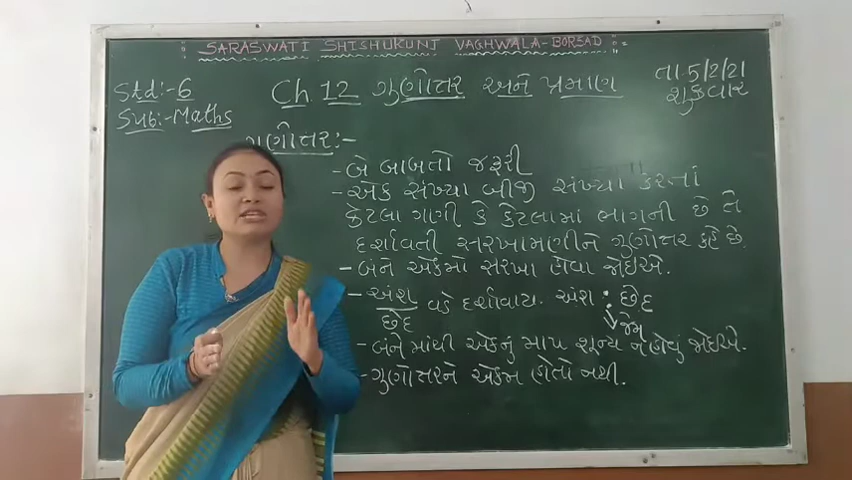 SARASWATI SHISHUKUNJ VAGHWALA-BORSAD
Std:-6
Sub:-Maths
Ch 12 ગુણોત્તર અને પ્રમાણ
તા-5/2/21
શુક્રવાર
ગુણોત્તર:-
- બે બાબતો જરૂરી
- એક સંખ્યા બીજી સંખ્યા કરતાં
કેટલા ગણી કે કેટલામાં ભાગની છે તે
દર્શાવતી સરખામણીને ગુણોત્તર કહે છે.
- બંને એકમો સરખા હોવા જોઇએ.
- અંશ વડે દર્શાવાય. અંશ : છેદ
છેદ
જેમ
- બંને માંથી એકનું માપ શૂન્ય ન હોવું જોઇએ.
- ગુણોત્તરને એકમ હોતો નથી.